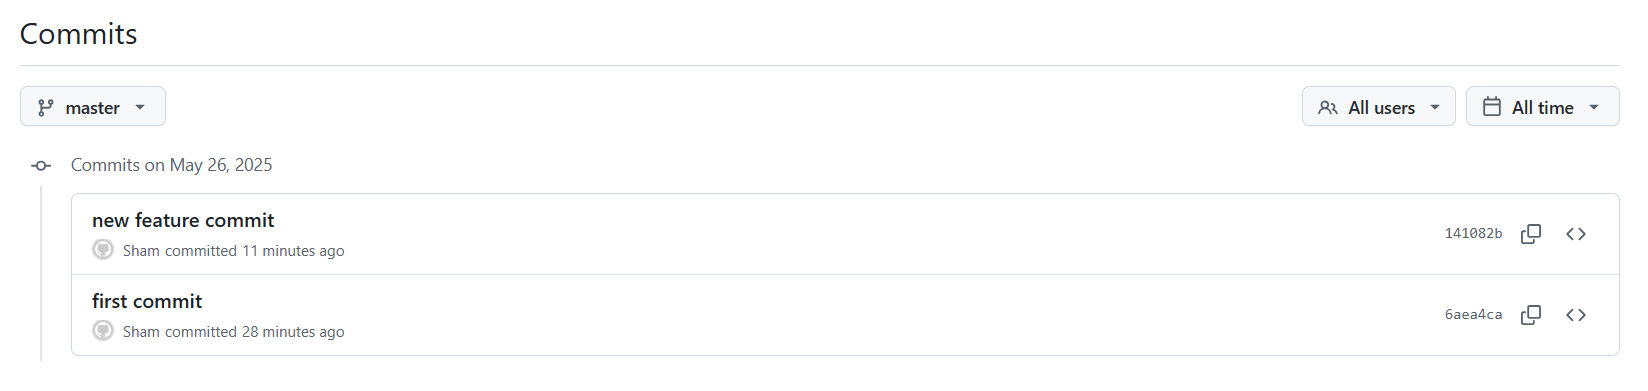 Commits
master
All users
All time
Commits on May 26, 2025
new feature commit
Sham committed 11 minutes ago
141082b
first commit
Sham committed 28 minutes ago
6aea4ca